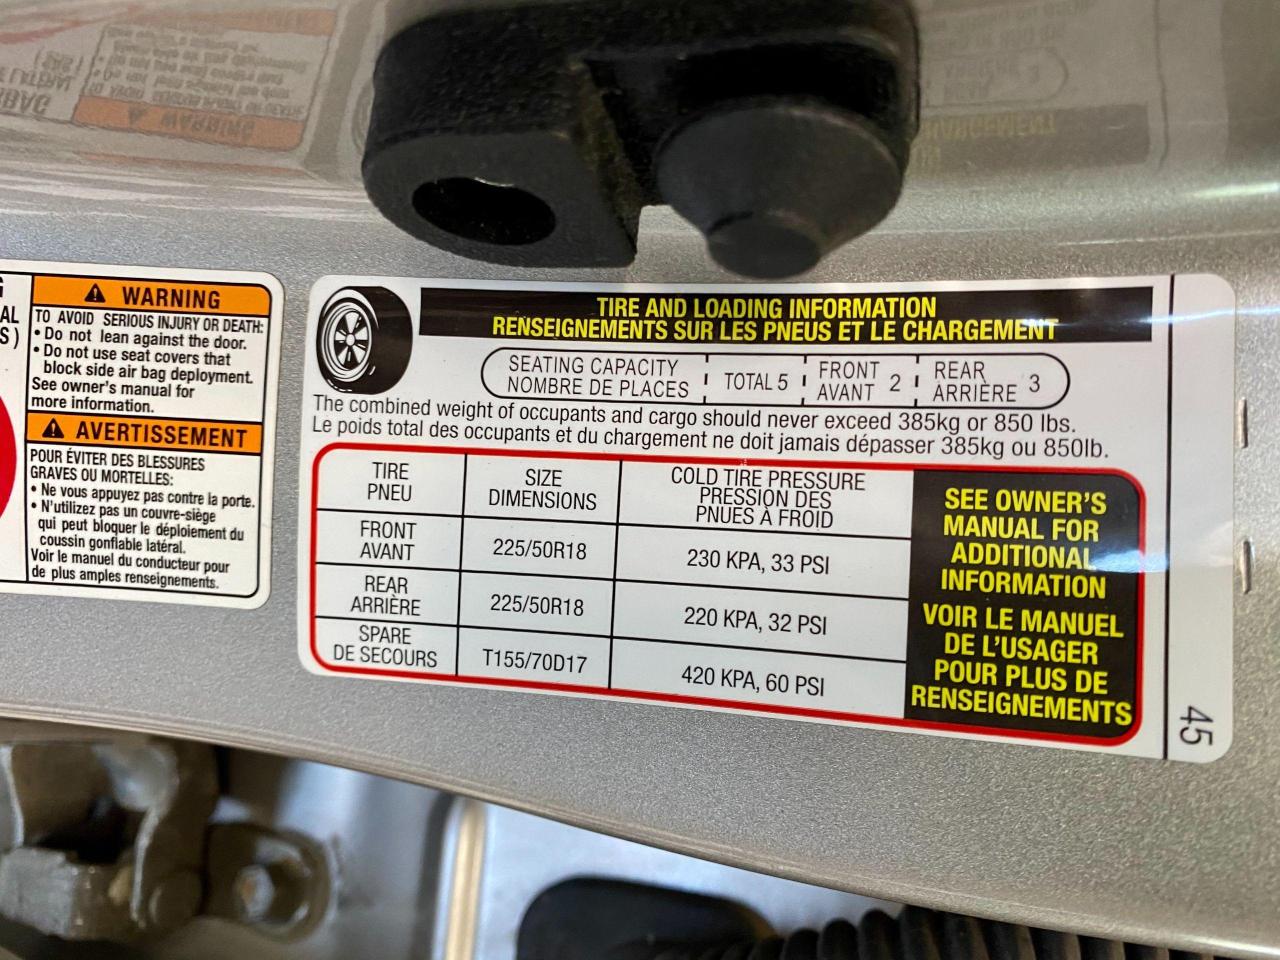 WARNING
TO AVOID SERIOUS INJURY OR DEATH:
• Do not lean against the door.
• Do not use seat covers that
block side air bag deployment.
See owner's manual for
more information.
AVERTISSEMENT
POUR ÉVITER DES BLESSURES
GRAVES OU MORTELLES:
• Ne vous appuyez pas contre la porte.
• N'utilizez pas un couvre-siège
qui peut bloquer le déploiement du
coussin gonflable latéral.
Voir le manuel du conducteur pour
de plus amples renseignements.
TIRE AND LOADING INFORMATION
RENSEIGNEMENTS SUR LES PNEUS ET LE CHARGEMENT
SEATING CAPACITY
NOMBRE DE PLACES
TOTAL 5
FRONT
AVANT 2
REAR
ARRIÈRE 3
The combined weight of occupants and cargo should never exceed 385kg or 850 lbs.
Le poids total des occupants et du chargement ne doit jamais dépasser 385kg ou 850lb.
TIRE
PNEU
SIZE
DIMENSIONS
COLD TIRE PRESSURE
PRESSION DES
PNUES À FROID
FRONT
AVANT
225/50R18
230 KPA, 33 PSI
REAR
ARRIÈRE
225/50R18
220 KPA, 32 PSI
SPARE
DE SECOURS
T155/70D17
420 KPA, 60 PSI
SEE OWNER'S
MANUAL FOR
ADDITIONAL
INFORMATION
VOIR LE MANUEL
DE L'USAGER
POUR PLUS DE
RENSEIGNEMENTS
45